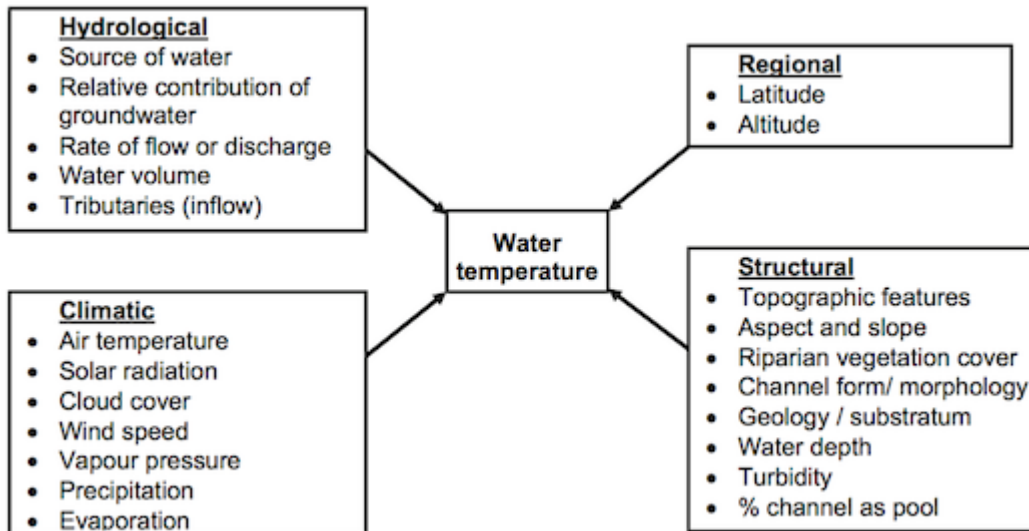 Hydrological
• Source of water
• Relative contribution of
groundwater
• Rate of flow or discharge
• Water volume
• Tributaries (inflow)
Regional
• Latitude
• Altitude
Water
temperature
Climatic
• Air temperature
• Solar radiation
• Cloud cover
• Wind speed
• Vapour pressure
• Precipitation
• Evaporation
Structural
• Topographic features
• Aspect and slope
• Riparian vegetation cover
• Channel form/ morphology
• Geology / substratum
• Water depth
• Turbidity
• % channel as pool